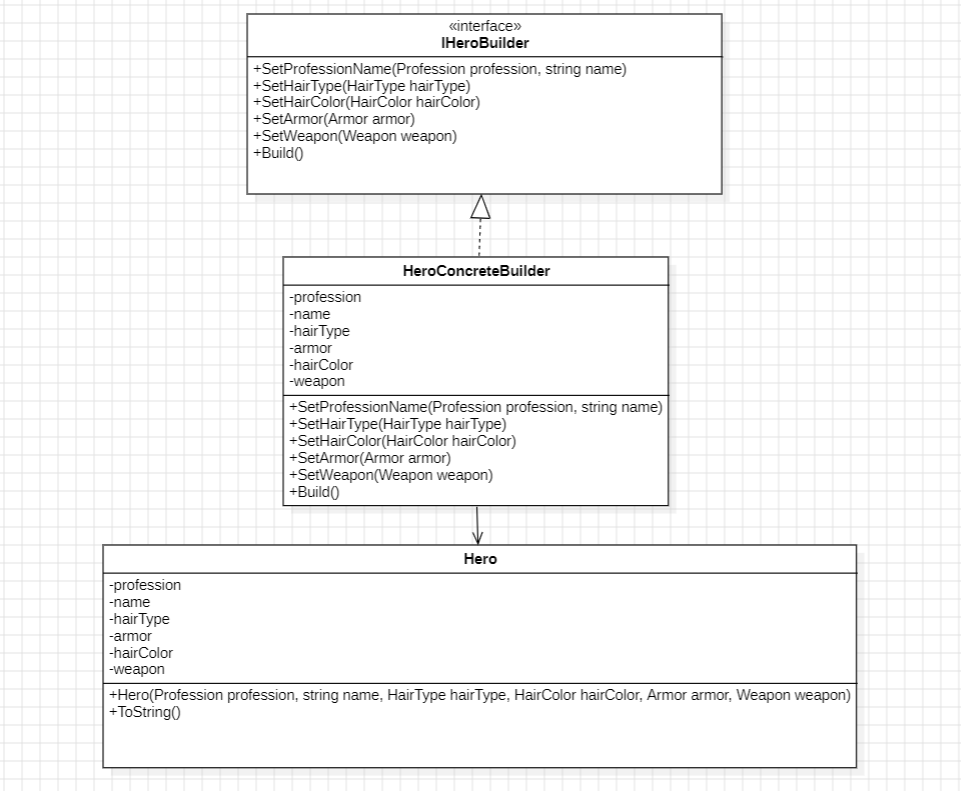 «interface»
IHeroBuilder
+SetProfessionName(Profession profession, string name)
+SetHairType(HairType hairType)
+SetHairColor(HairColor hairColor)
+SetArmor(Armor armor)
+SetWeapon(Weapon weapon)
+Build()
HeroConcreteBuilder
-profession
-name
-hairType
-armor
-hairColor
-weapon
+SetProfessionName(Profession profession, string name)
+SetHairType(HairType hairType)
+SetHairColor(HairColor hairColor)
+SetArmor(Armor armor)
+SetWeapon(Weapon weapon)
+Build()
Hero
-profession
-name
-hairType
-armor
-hairColor
-weapon
+Hero(Profession profession, string name, HairType hairType, HairColor hairColor, Armor armor, Weapon weapon)
+ToString()